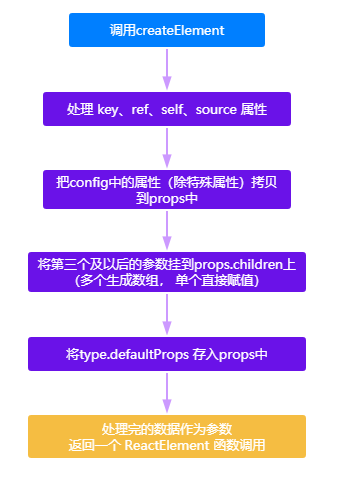 调用createElement
处理 key、ref、self、source 属性
把config中的属性（除特殊属性）拷贝
到props中
将第三个及以后的参数挂到props.children上
（多个生成数组， 单个直接赋值）
将type.defaultProps 存入props中
处理完的数据作为参数
返回一个 ReactElement 函数调用